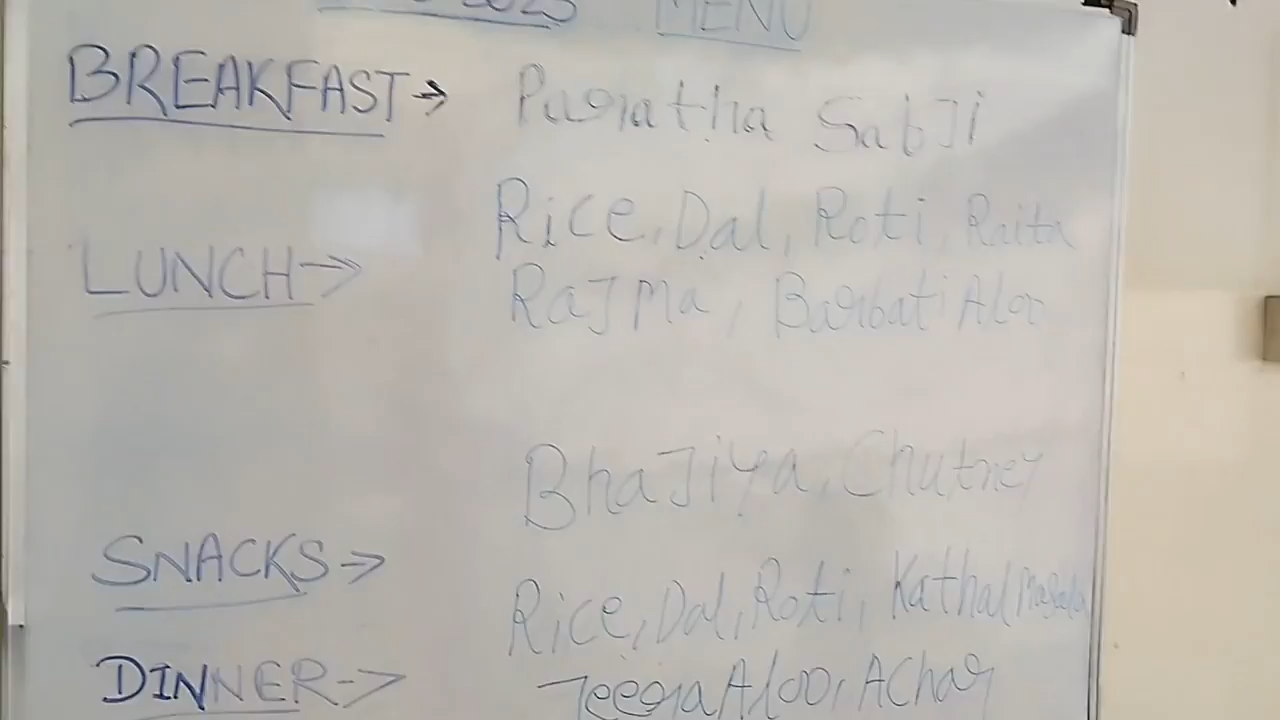 2025 MENU
BREAKFAST→ Paratha SabJi
Rice, Dal, Roti, Raita
LUNCH→ RaJMa, Barbati Aloo
BhaJiya, Chutney
SNACKS→
Rice, Dal, Roti, Kathal Masala
DINNER-> Jeera Aloo, AChar